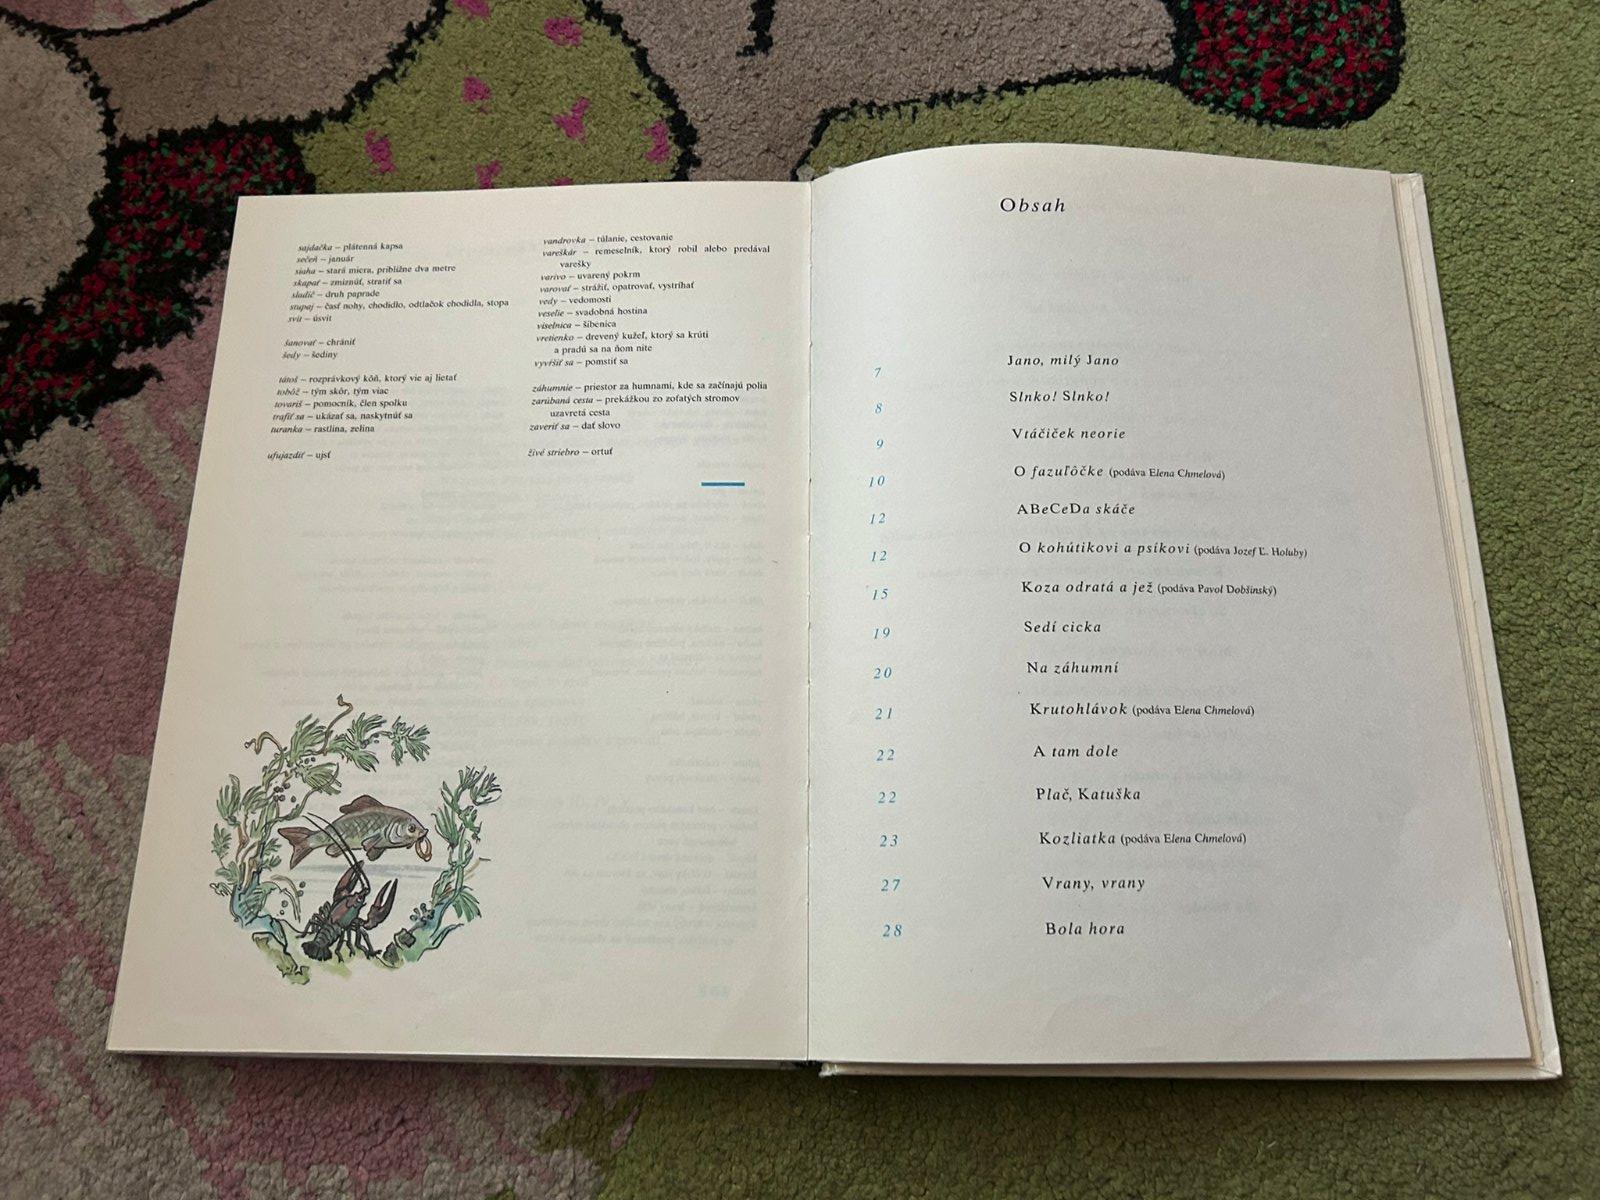 sajdačka – plátenná kapsa
sečeň – január
siaha – stará miera, približne dva metre
skapať – zmiznúť, stratiť sa
sladič – druh paprade
stupaj – časť nohy, chodidlo, odtlačok chodidla, stopa
svit – úsvit
šanovať – chrániť
šedy – šediny
tátoš – rozprávkový kôň, ktorý vie aj lietať
tobôž – tým skôr, tým viac
tovariš – pomocník, člen spolku
trafiť sa – ukázať sa, naskytnúť sa
turanka – rastlina, zelina
ufujazdiť – ujsť
vandrovka – túlanie, cestovanie
vareškár – remeselník, ktorý robil alebo predával
varešky
varivo – uvarený pokrm
varovať – strážiť, opatrovať, vystríhať
vedy – vedomosti
veselie – svadobná hostina
viselnica – šibenica
vretienko – drevený kužeľ, ktorý sa krúti
a pradú sa na ňom nite
vyvŕšiť sa – pomstiť sa
záhumnie – priestor za humnami, kde sa začínajú polia
zarúbaná cesta – prekážkou zo zoťatých stromov
uzavretá cesta
zaveriť sa – dať slovo
živé striebro – ortuť
Obsah
7 Jano, milý Jano
8 Slnko! Slnko!
9 Vtáčiček neorie
10 O fazuľôčke (podáva Elena Chmelová)
12 ABeCeDa skáče
12 O kohútikovi a psíkovi (podáva Jozef Ľ. Holuby)
15 Koza odratá a jež (podáva Pavol Dobšinský)
19 Sedí cicka
20 Na záhumní
21 Krutohlávok (podáva Elena Chmelová)
22 A tam dole
22 Plač, Katuška
23 Kozliatka (podáva Elena Chmelová)
27 Vrany, vrany
28 Bola hora